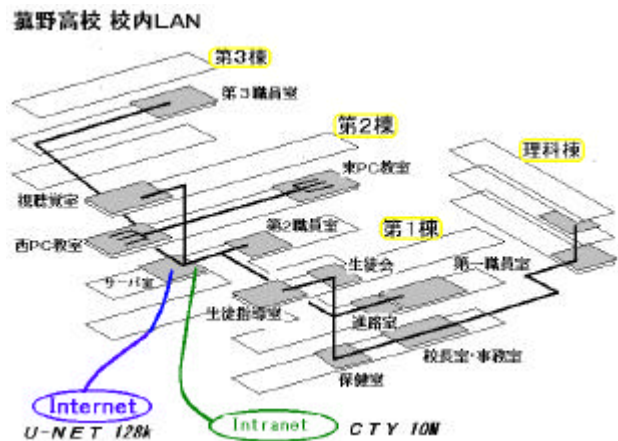 菰野高校 校内LAN
第3棟
第3職員室
第2棟
東PC教室
理科棟
視聴覚室
第2職員室
西PC教室
第1棟
生徒会
第一職員室
サーバ室
生徒指導室
進路室
校長室・事務室
保健室
Internet
Intranet
U-NET 128k
CTY 10M